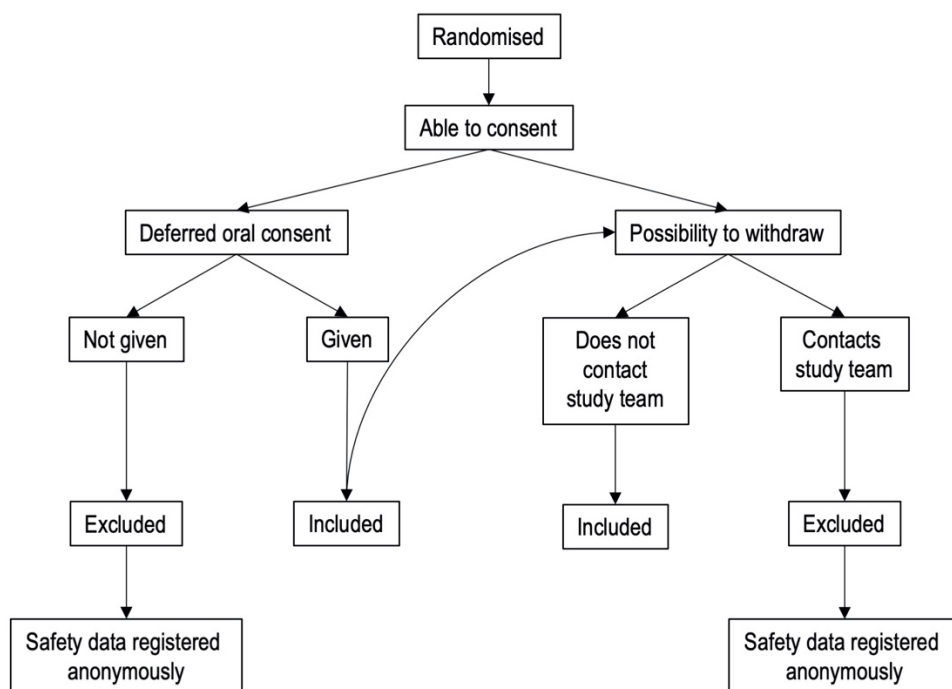 Randomised
Able to consent
Deferred oral consent
Possibility to withdraw
Not given
Given
Does not
contact
study team
Contacts
study team
Excluded
Included
Included
Excluded
Safety data registered
anonymously
Safety data registered
anonymously